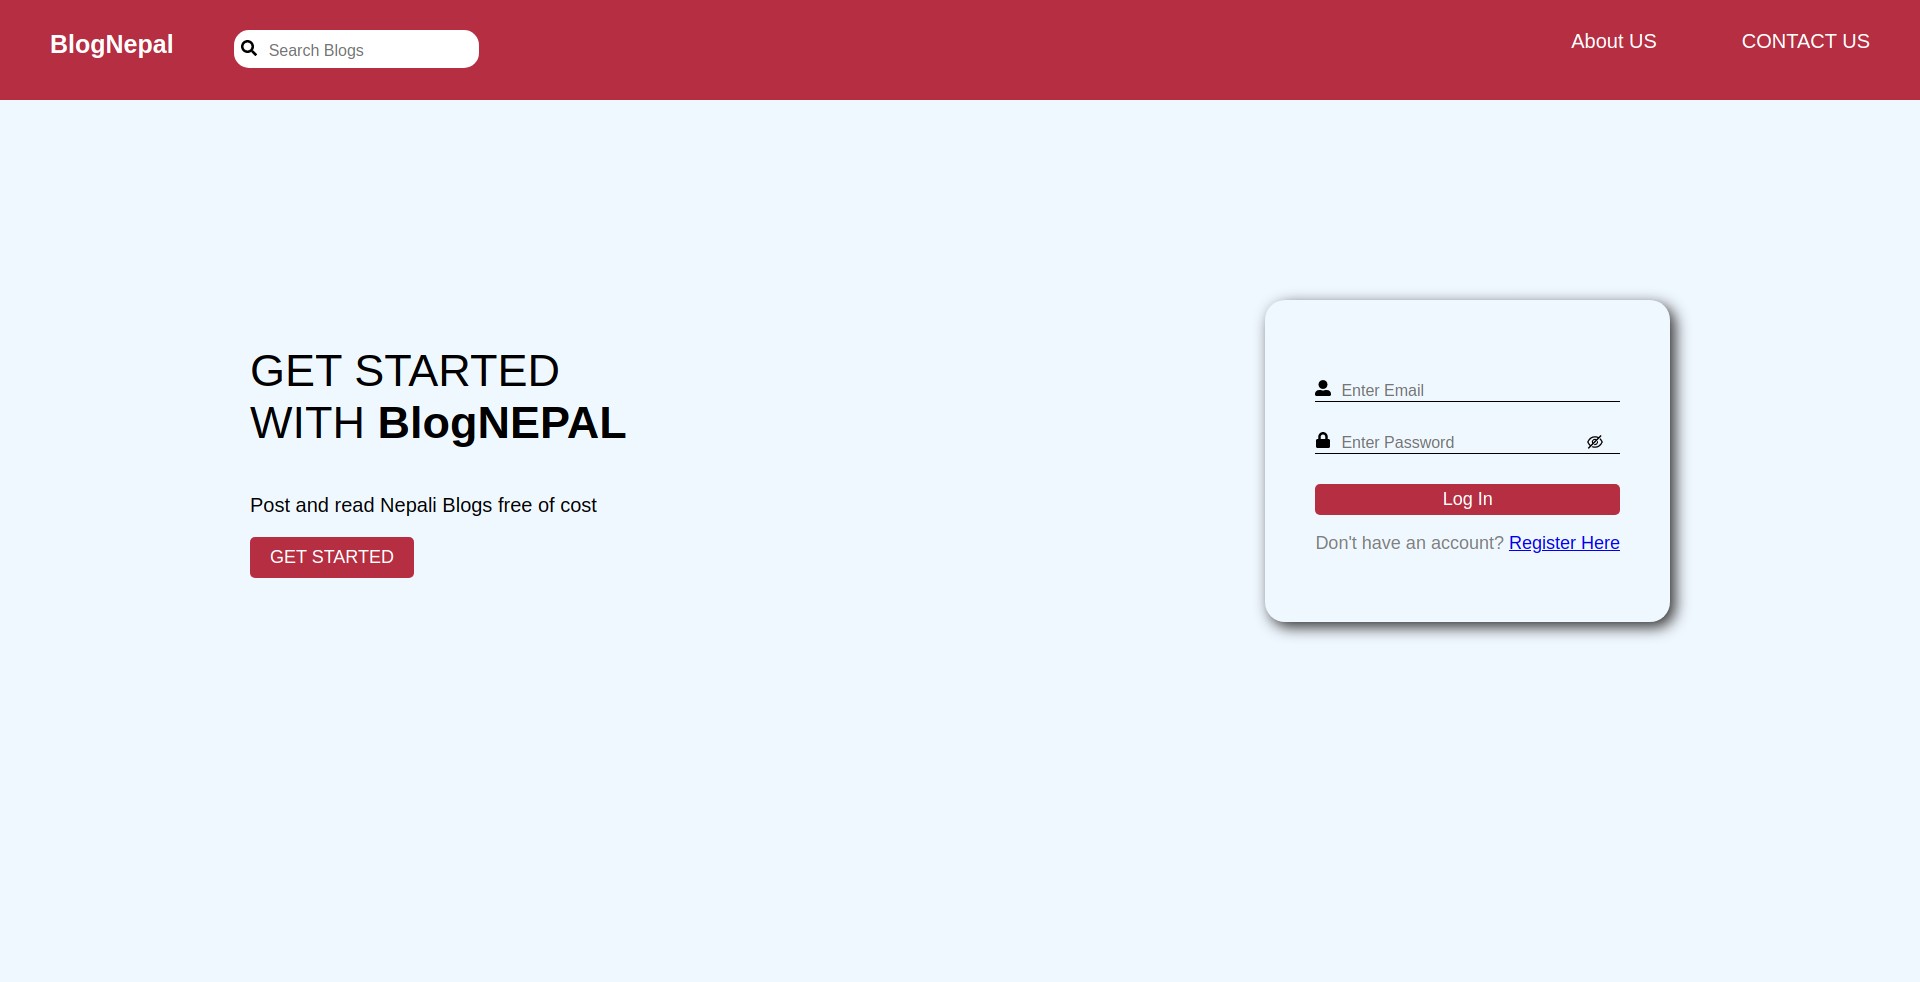 BlogNepal
Search Blogs
About US
CONTACT US
GET STARTED
WITH BlogNEPAL
Post and read Nepali Blogs free of cost
GET STARTED
Enter Email
Enter Password
Log In
Don't have an account? Register Here